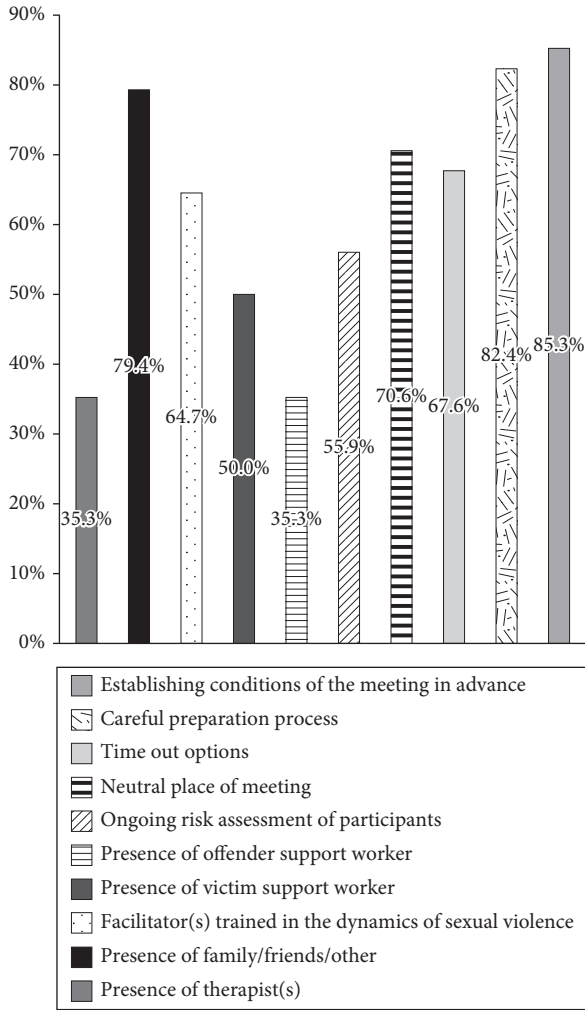 90%
80%
70%
60%
50%
40%
30%
20%
10%
0%
35.3%
79.4%
64.7%
50.0%
35.3%
55.9%
70.6%
67.6%
82.4%
85.3%
Establishing conditions of the meeting in advance
Careful preparation process
Time out options
Neutral place of meeting
Ongoing risk assessment of participants
Presence of offender support worker
Presence of victim support worker
Facilitator(s) trained in the dynamics of sexual violence
Presence of family/friends/other
Presence of therapist(s)